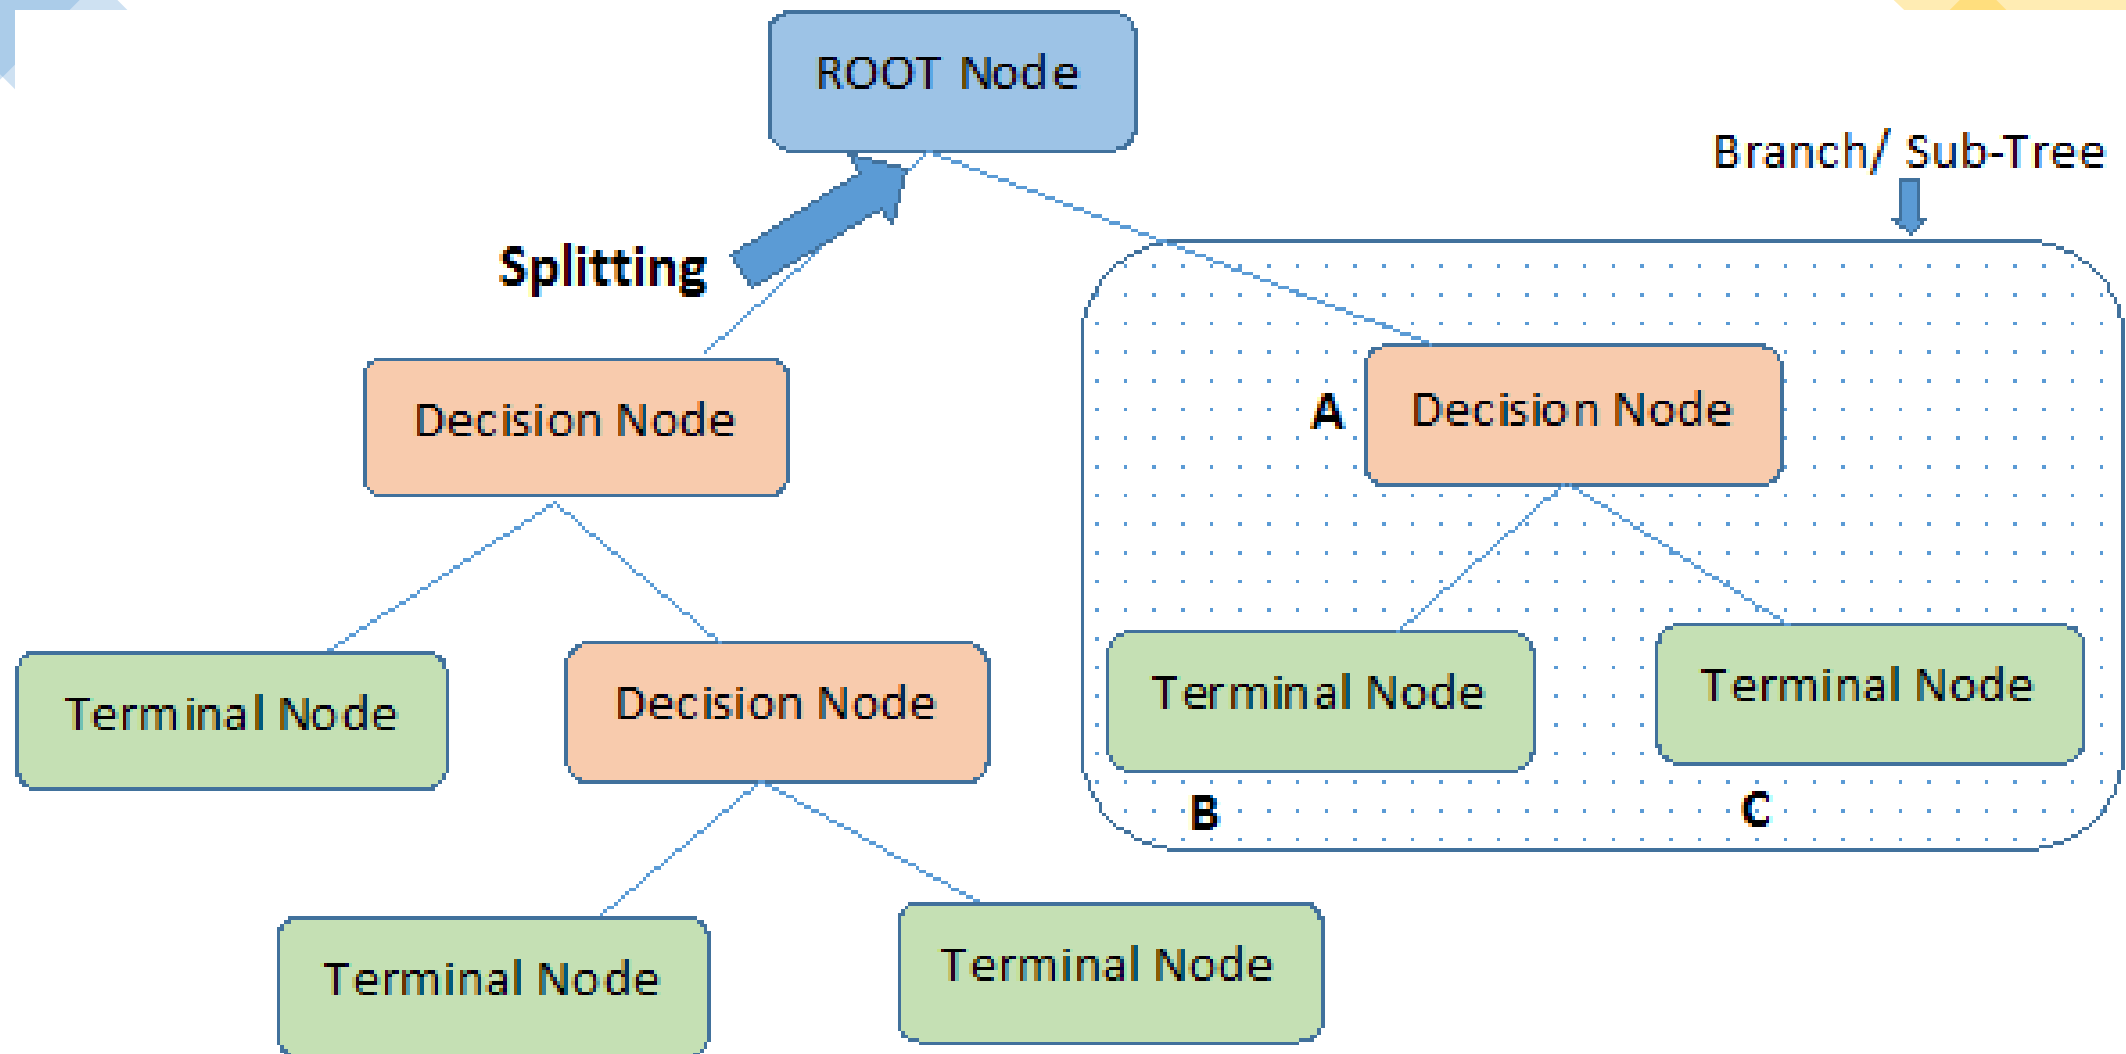 ROOT Node
Branch/ Sub-Tree
Splitting
Decision Node
A
Decision Node
Terminal Node
Decision Node
Terminal Node
Terminal Node
B
C
Terminal Node
Terminal Node